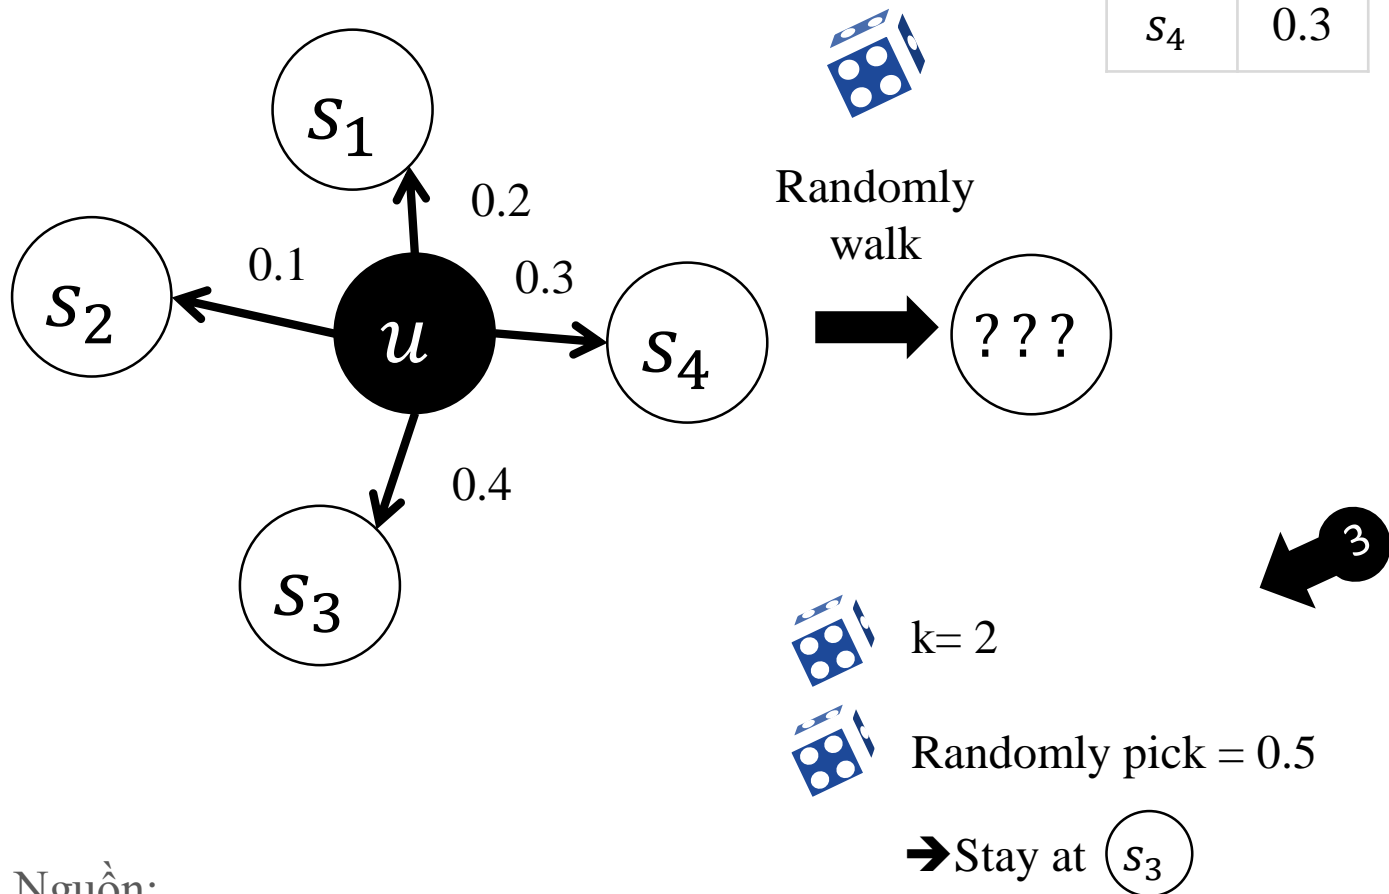 s₄ 0.3
s₁
0.2
Randomly
walk
0.1
0.3
s₂
u
s₄
???
0.4
3
s₃
k= 2
Randomly pick = 0.5
➔Stay at s₃
Nguồn: